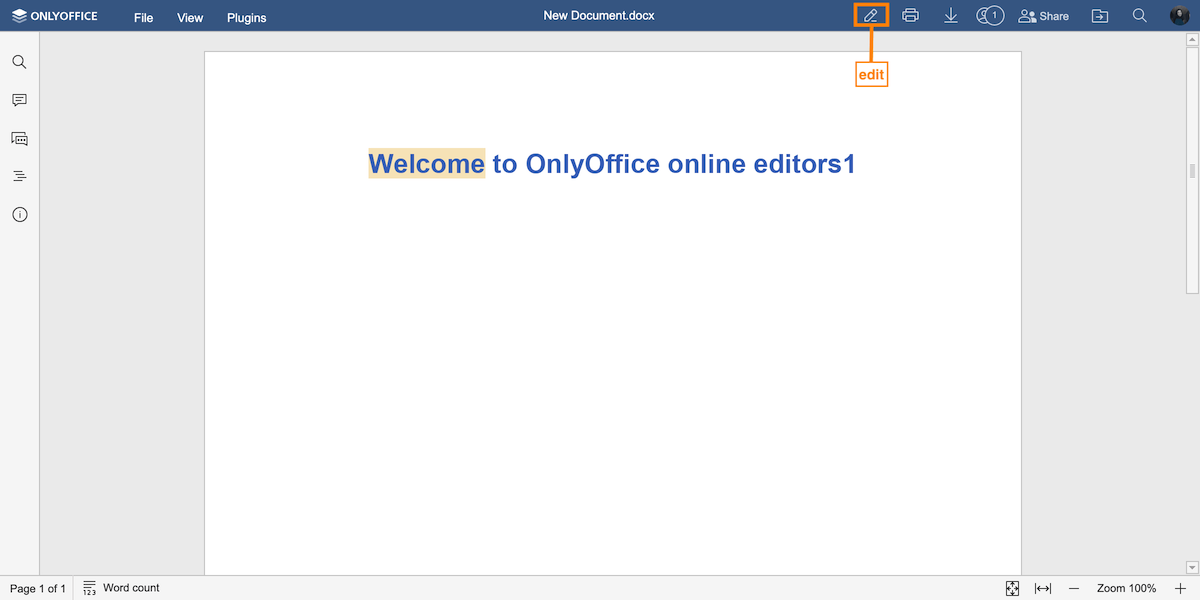 ONLYOFFICE File View Plugins New Document.docx 1 Share
edit
Welcome to OnlyOffice online editors1
Page 1 of 1 123 Word count Zoom 100%